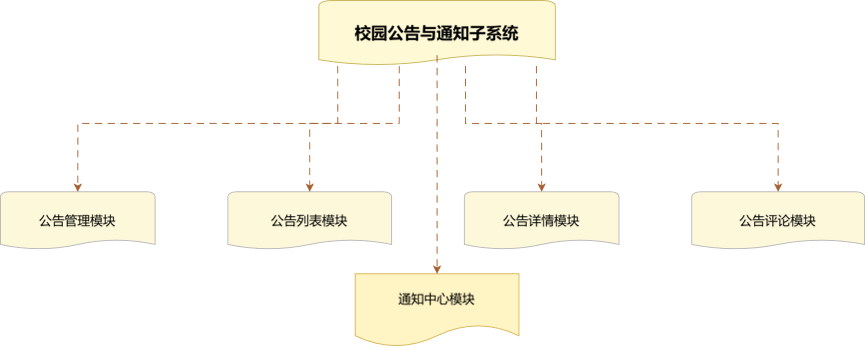 校园公告与通知子系统
公告管理模块
公告列表模块
公告详情模块
公告评论模块
通知中心模块